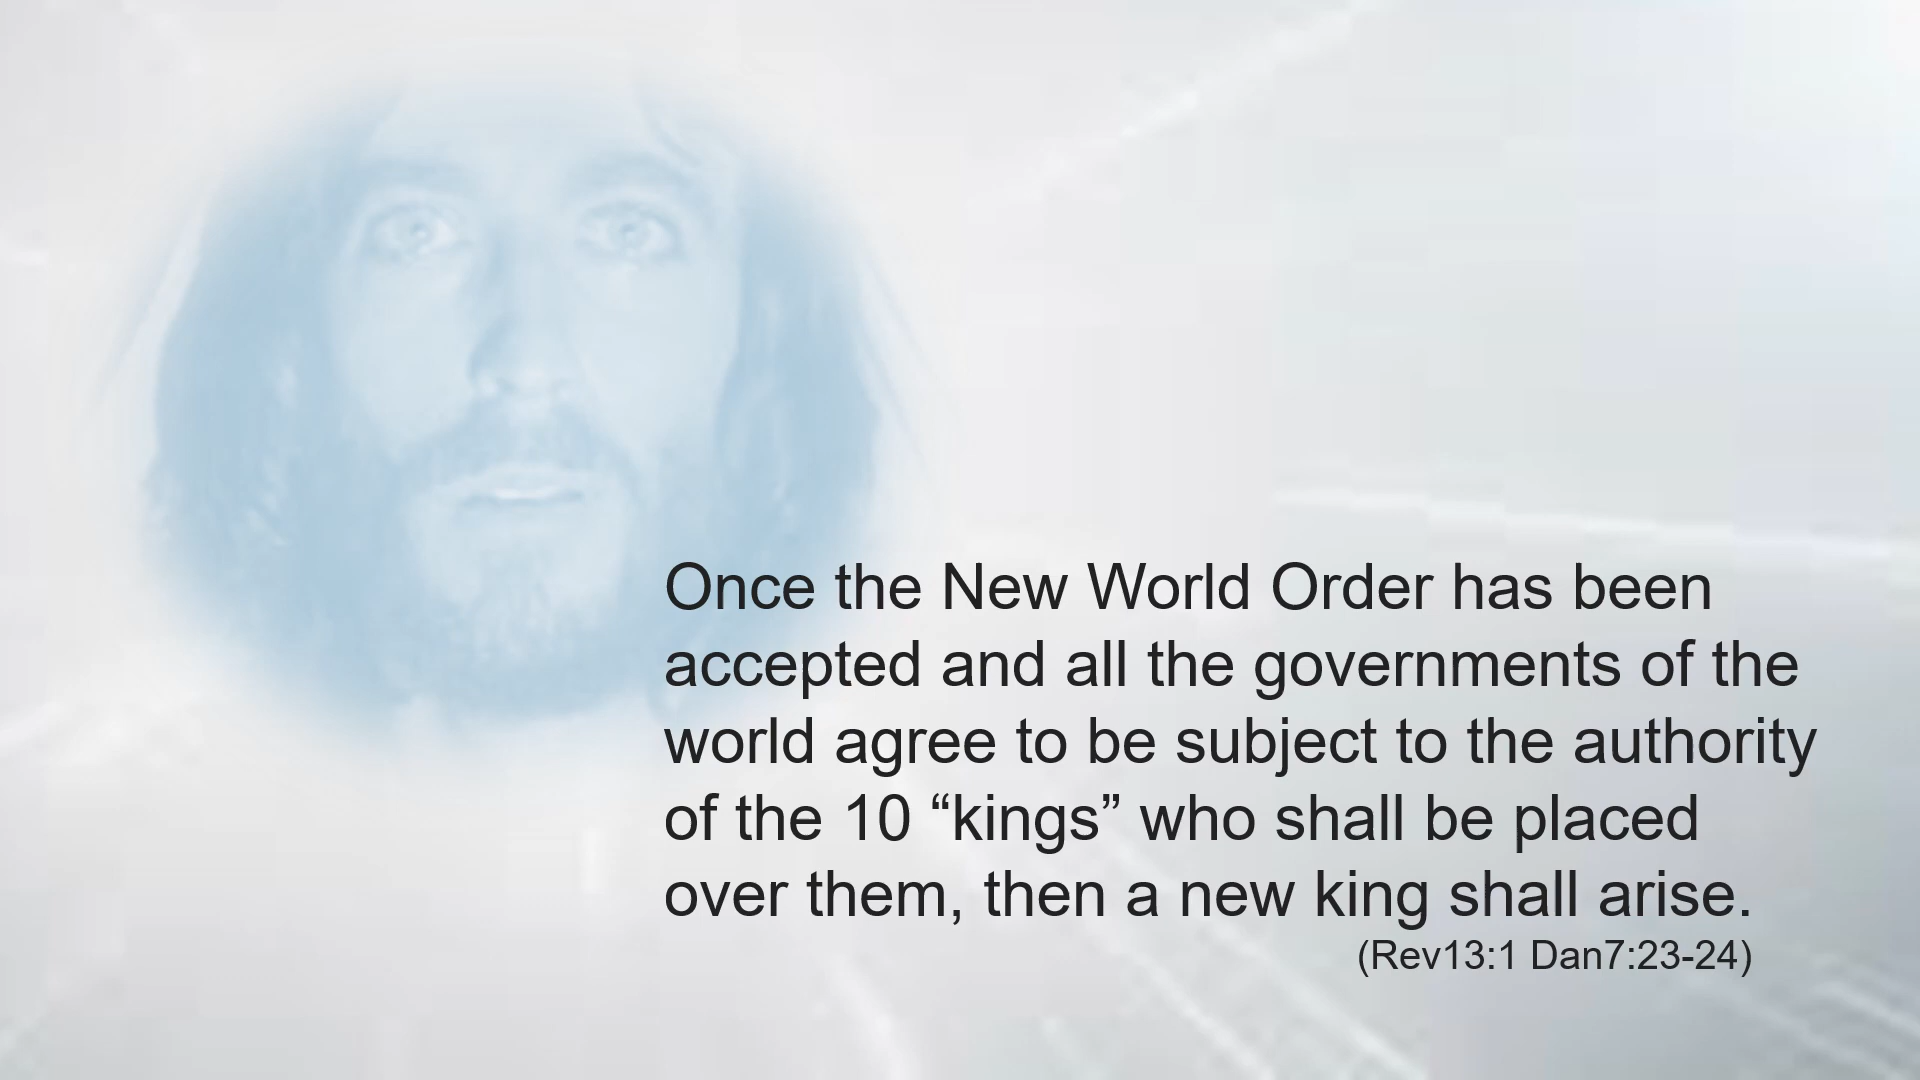 Once the New World Order has been
accepted and all the governments of the
world agree to be subject to the authority
of the 10 “kings” who shall be placed
over them, then a new king shall arise.
(Rev13:1 Dan7:23-24)